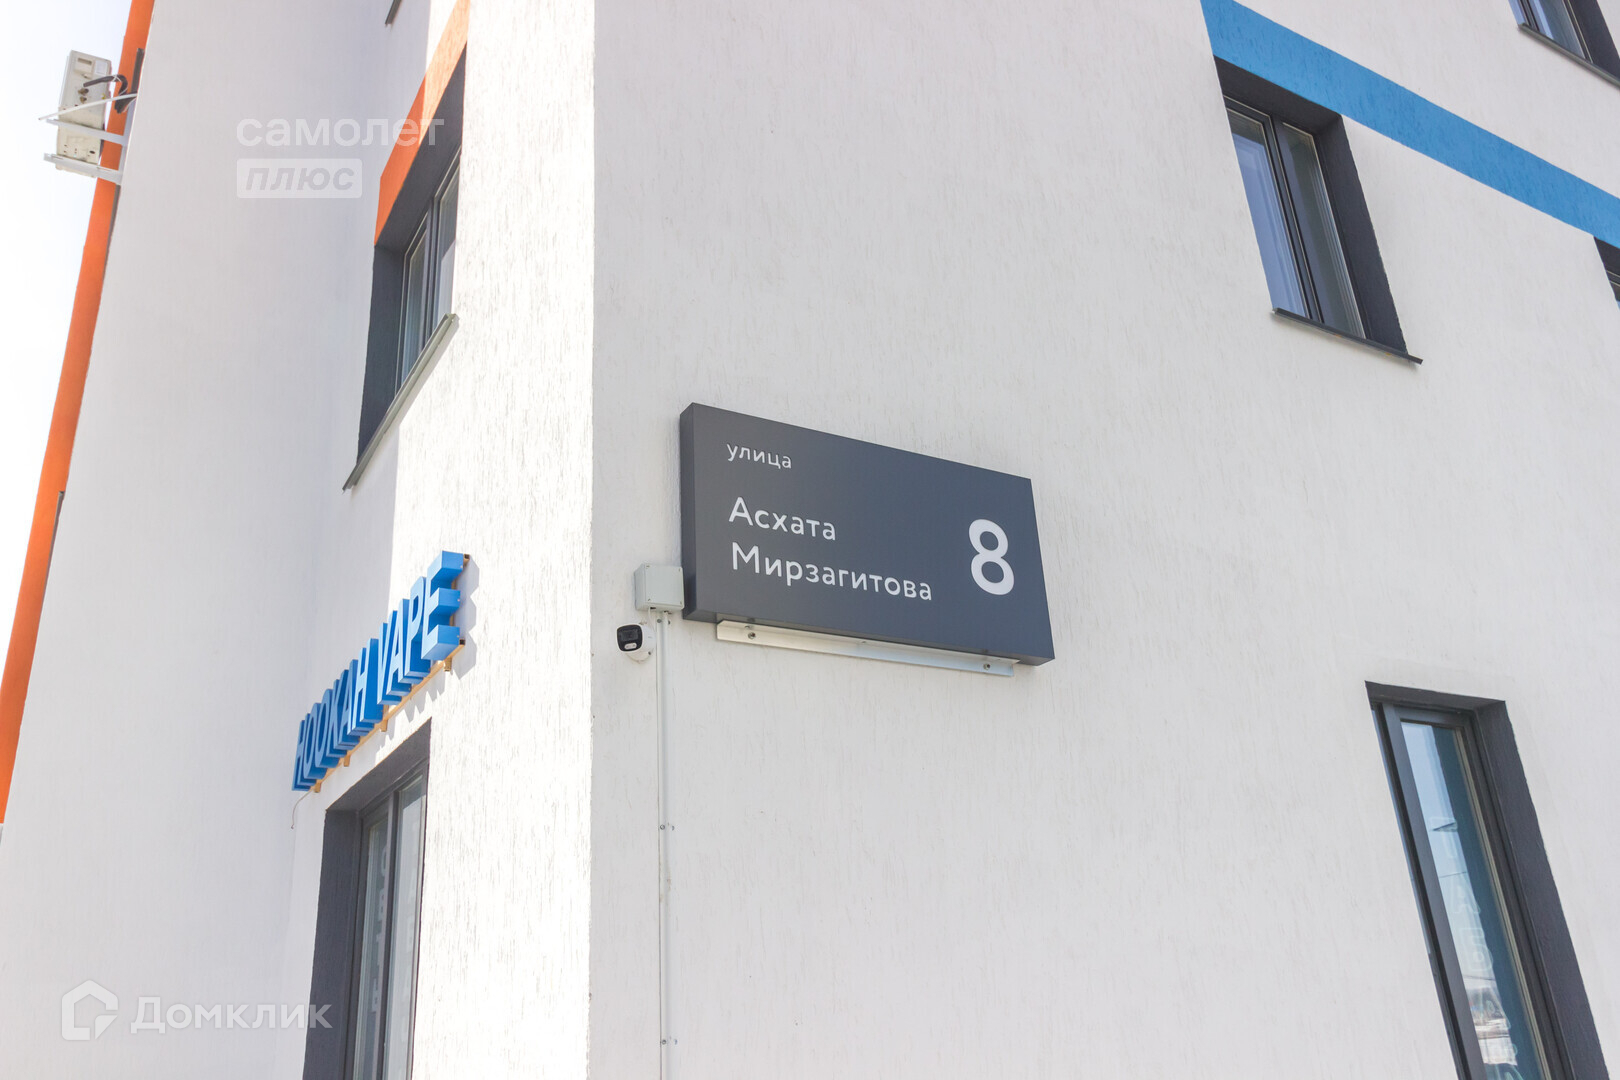 самолет
плюс
улица
Асхата
Мирзагитова
8
HOOKAH VAPE
Домклик